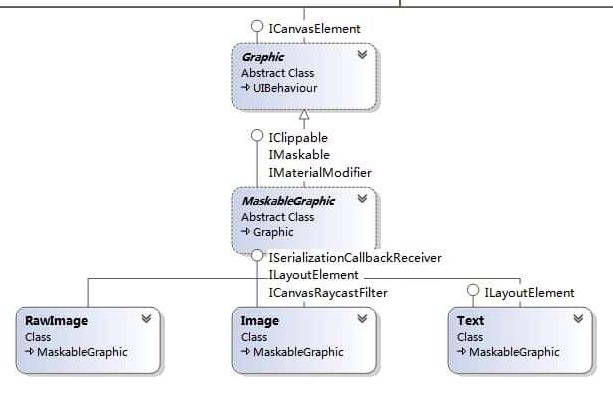 ICanvasElement
Graphic
Abstract Class
UIBehaviour
IClippable
IMaskable
IMaterialModifier
MaskableGraphic
Abstract Class
Graphic
ISerializationCallbackReceiver
ILayoutElement
ICanvasRaycastFilter
ILayoutElement
RawImage
Class
MaskableGraphic
Image
Class
MaskableGraphic
Text
Class
MaskableGraphic